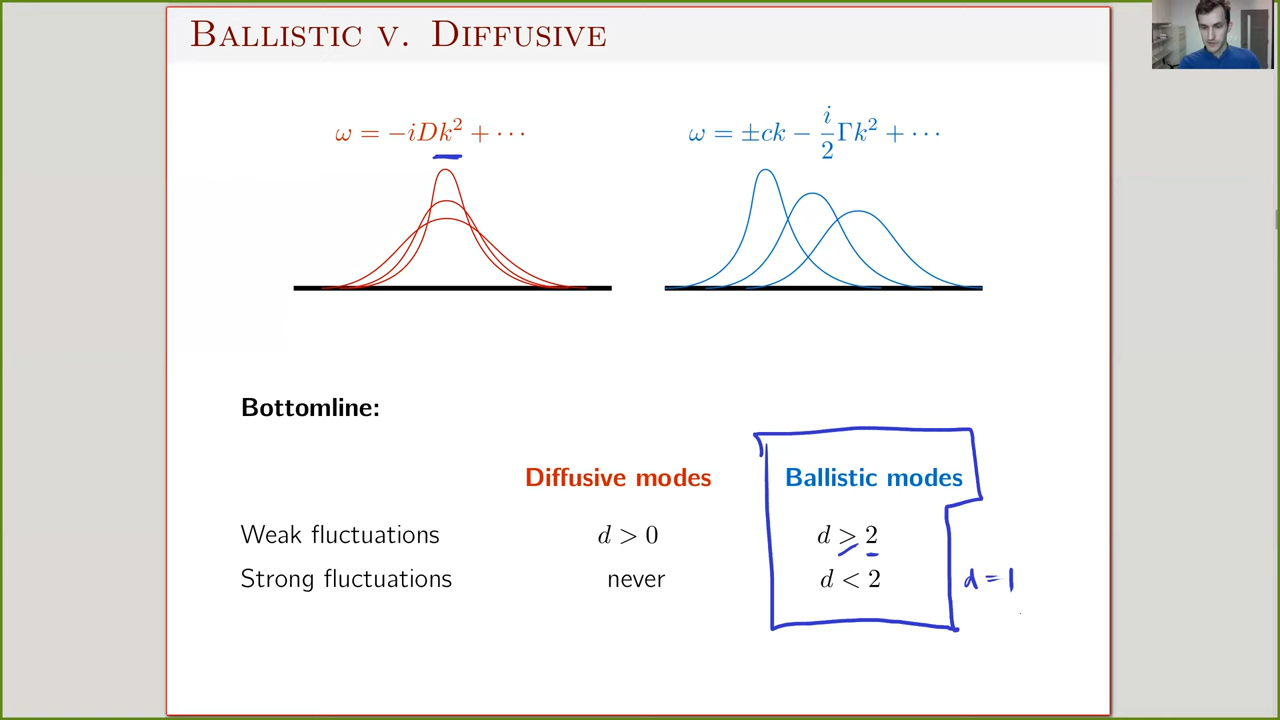 BALLISTIC V. DIFFUSIVE
ω = −iDk² + ···
ω = ±ck − i/2 Γk² + ···
Bottomline:
Diffusive modes Ballistic modes
Weak fluctuations d > 0 d > 2
Strong fluctuations never d < 2 d = 1